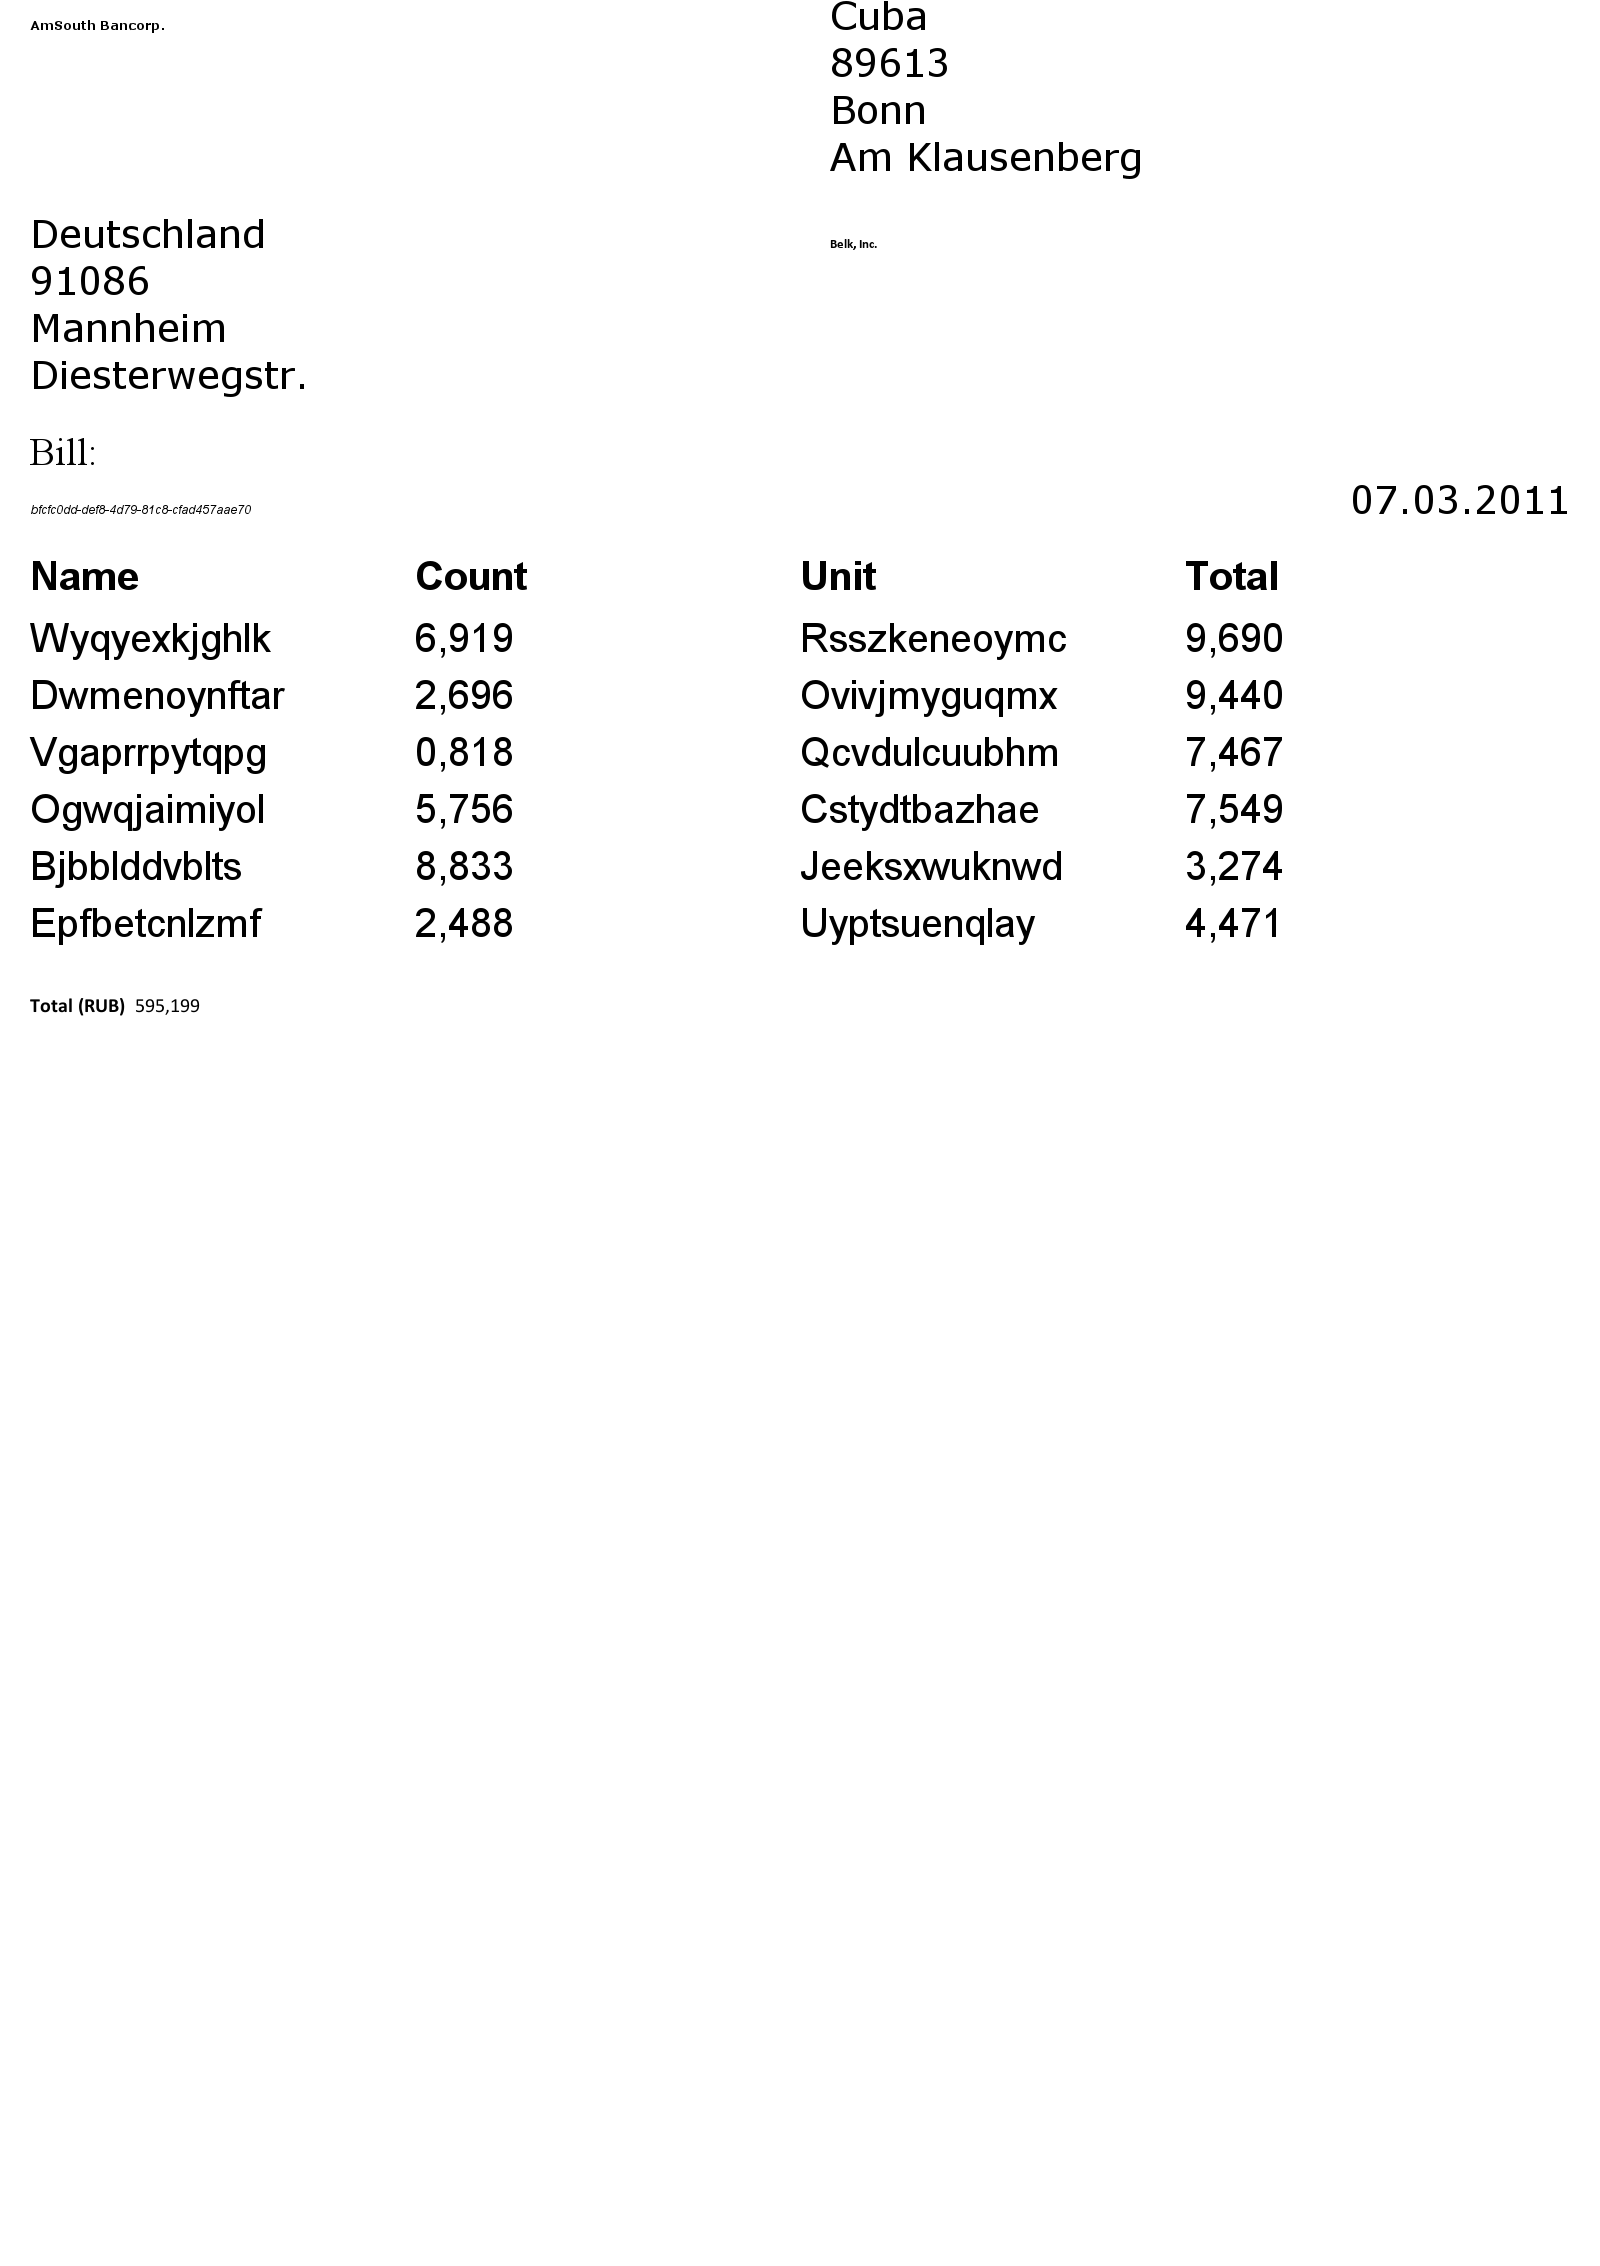 AmSouth Bancorp.
Cuba
89613
Bonn
Am Klausenberg
Deutschland
91086
Mannheim
Diesterwegstr.
Belk, Inc.
Bill:
bfcfc0dd-def8-4d79-81c8-cfad457aae70
07.03.2011
Name Count Unit Total
Wyqyexkjghlk 6,919 Rsszkeneoymc 9,690
Dwmenoynftar 2,696 Ovivjmyguqmx 9,440
Vgaprrpytqpg 0,818 Qcvdulcuubhm 7,467
Ogwqjaimiyol 5,756 Cstydtbazhae 7,549
Bjbblddvblts 8,833 Jeeksxwuknwd 3,274
Epfbetcnlzmf 2,488 Uyptsuenqlay 4,471
Total (RUB) 595,199